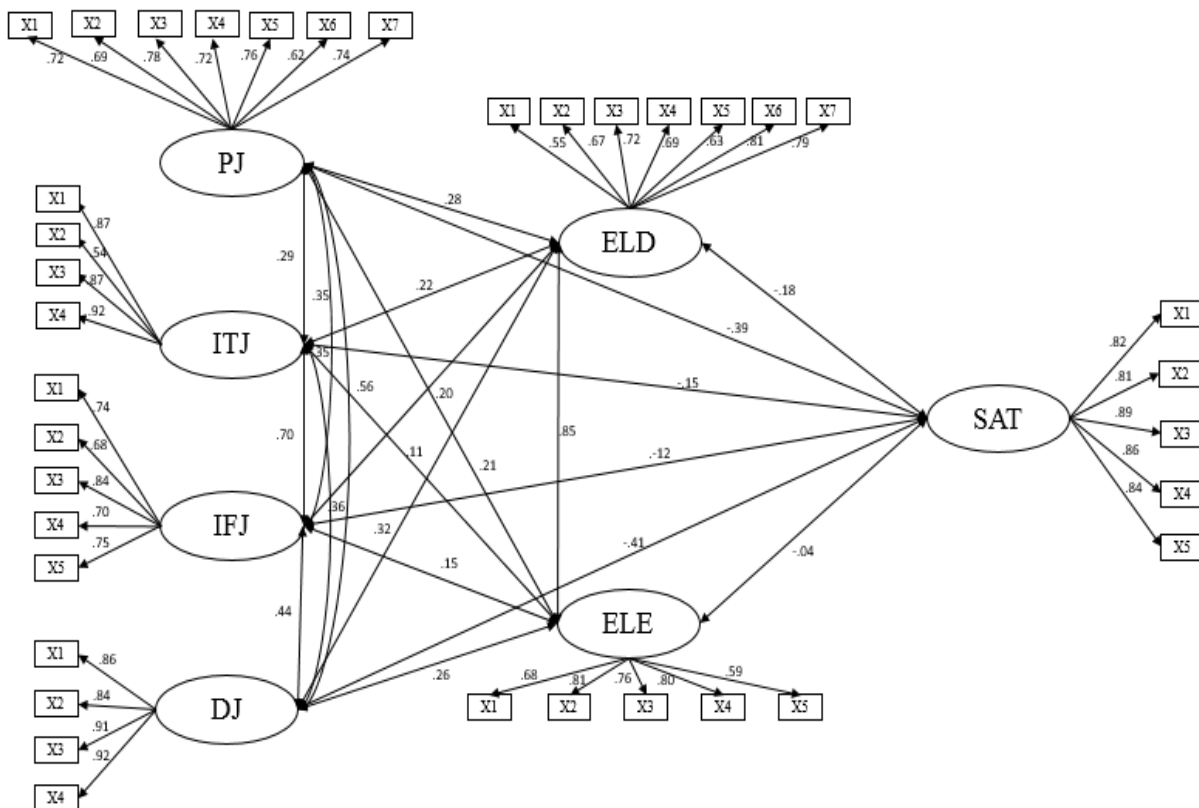 X1 X2 X3 X4 X5 X6 X7
.72 .69 .78 .72 .76 .62 .74
PJ
X1 X2 X3 X4 X5 X6 X7
.55 .67 .72 .69 .63 .81 .79
ELD
X1 .87
X2 .54
X3 .87
X4 .92
ITJ
X1 .74
X2 .68
X3 .84
X4 .70
X5 .75
IFJ
X1 .86
X2 .84
X3 .91
X4 .92
DJ
.28
.29
.22
.35
.35
.56
.20
.70
.11
.21
.85
.36
.32
.44
.15
.26
-.18
-.39
-.15
-.12
-.41
-.04
SAT
.82 X1
.81 X2
.89 X3
.86 X4
.84 X5
ELE
.68 .81 .76 .80 .59
X1 X2 X3 X4 X5